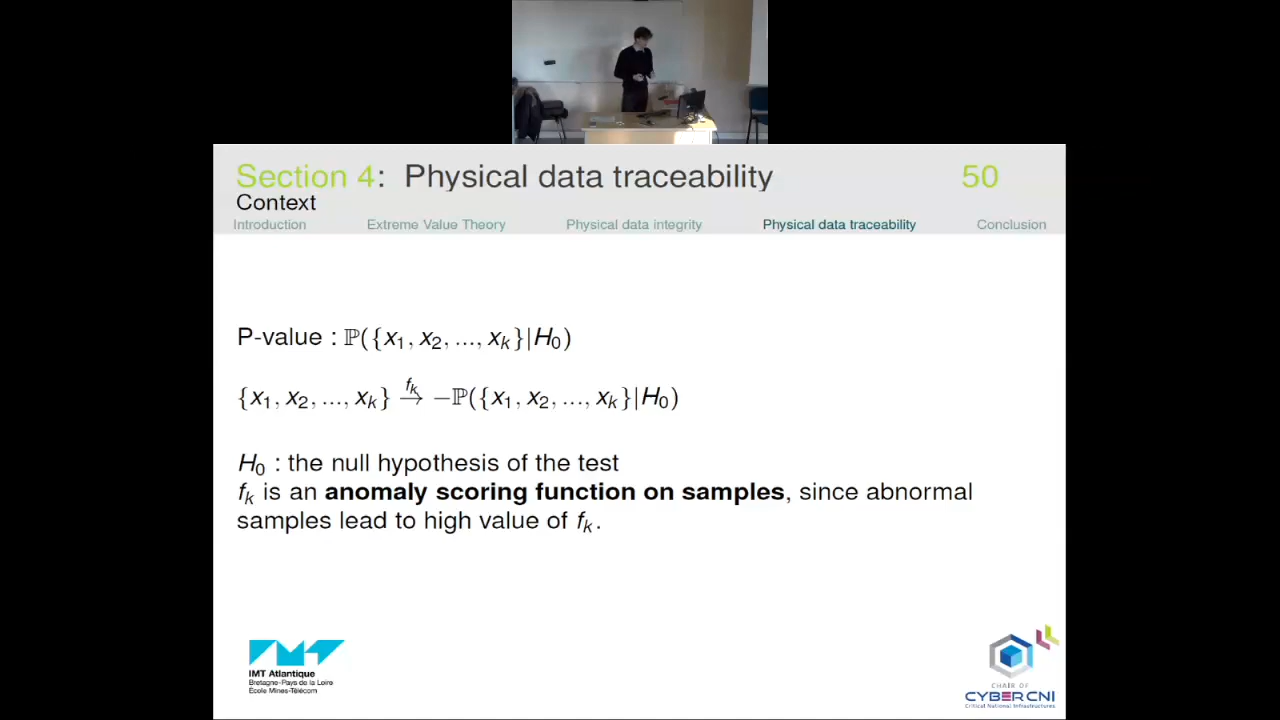 Section 4: Physical data traceability 50
Context
Introduction Extreme Value Theory Physical data integrity Physical data traceability Conclusion
P-value : ℙ({x₁, x₂, ..., xₖ}|H₀)
{x₁, x₂, ..., xₖ} →^{fₖ} −ℙ({x₁, x₂, ..., xₖ}|H₀)
H₀ : the null hypothesis of the test
fₖ is an anomaly scoring function on samples, since abnormal
samples lead to high value of fₖ.
IMT Atlantique
Bretagne-Pays de la Loire
École Mines-Télécom
CHAIR OF
CYBERCNI
Critical National Infrastructures